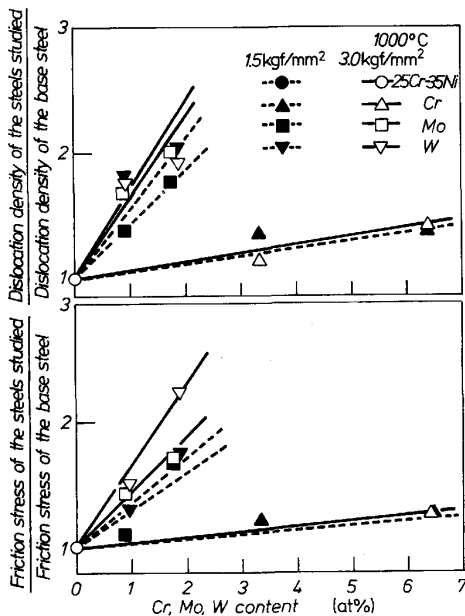 1000°C
1.5kgf/mm² 3.0kgf/mm²
25Cr-35Ni
Cr
Mo
W
3
2
1
Dislocation density of the steels studied
Dislocation density of the base steel
3
2
1
Friction stress of the steels studied
Friction stress of the base steel
0 1 2 3 4 5 6 7
Cr, Mo, W content (at%)